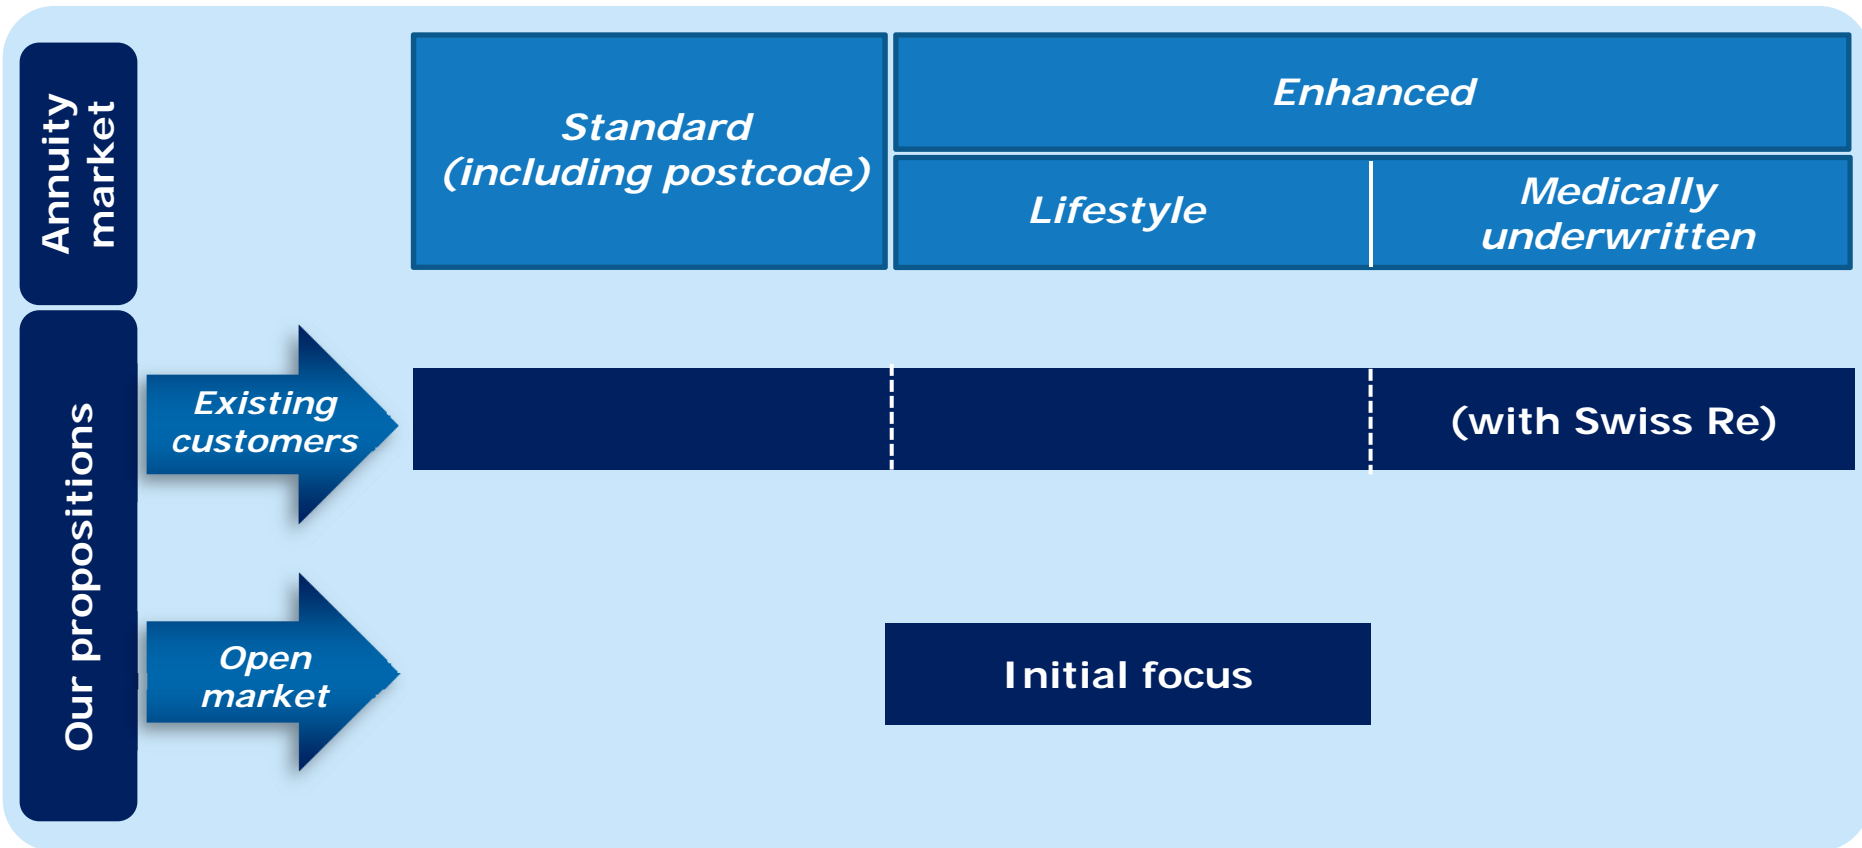 Annuity
market
Standard
(including postcode)
Enhanced
Lifestyle
Medically
underwritten
Our propositions
Existing
customers
(with Swiss Re)
Open
market
Initial focus